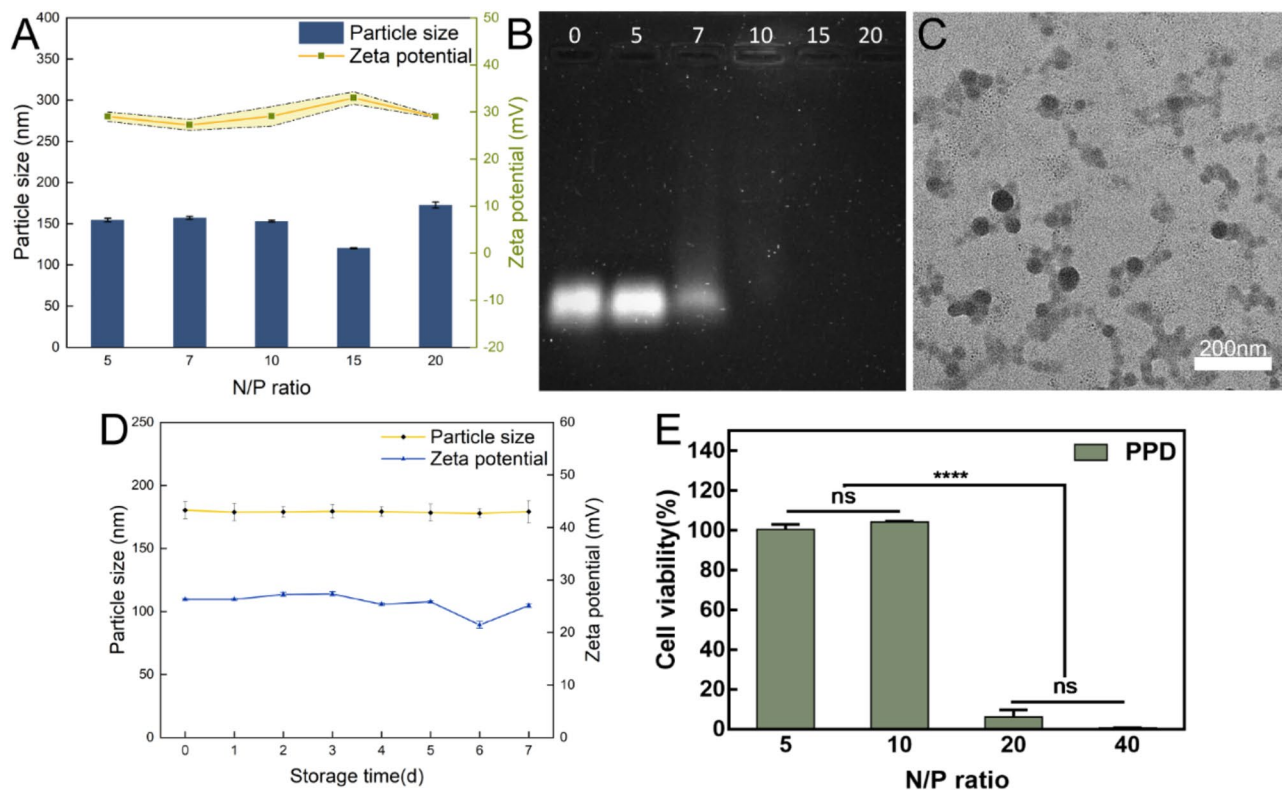 A
Particle size
Zeta potential
400
350
300
250
200
150
100
50
0
Particle size (nm)
50
40
30
20
10
0
-10
-20
Zeta potential (mV)
5 7 10 15 20
N/P ratio
B
0 5 7 10 15 20
C
200nm
D
Particle size
Zeta potential
250
200
150
100
50
0
Particle size (nm)
60
50
40
30
20
10
0
Zeta potential (mV)
0 1 2 3 4 5 6 7
Storage time(d)
E
PPD
140
120
100
80
60
40
20
0
Cell viability(%)
****
ns
ns
5 10 20 40
N/P ratio